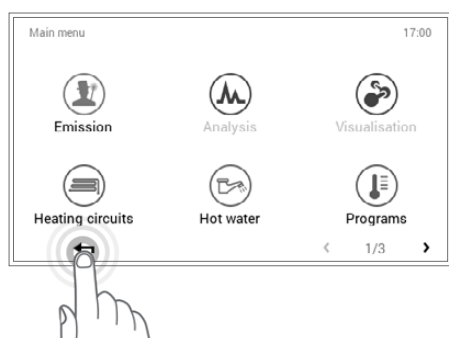 Main menu 17:00
Emission Analysis Visualisation
Heating circuits Hot water Programs
‹ 1/3 ›